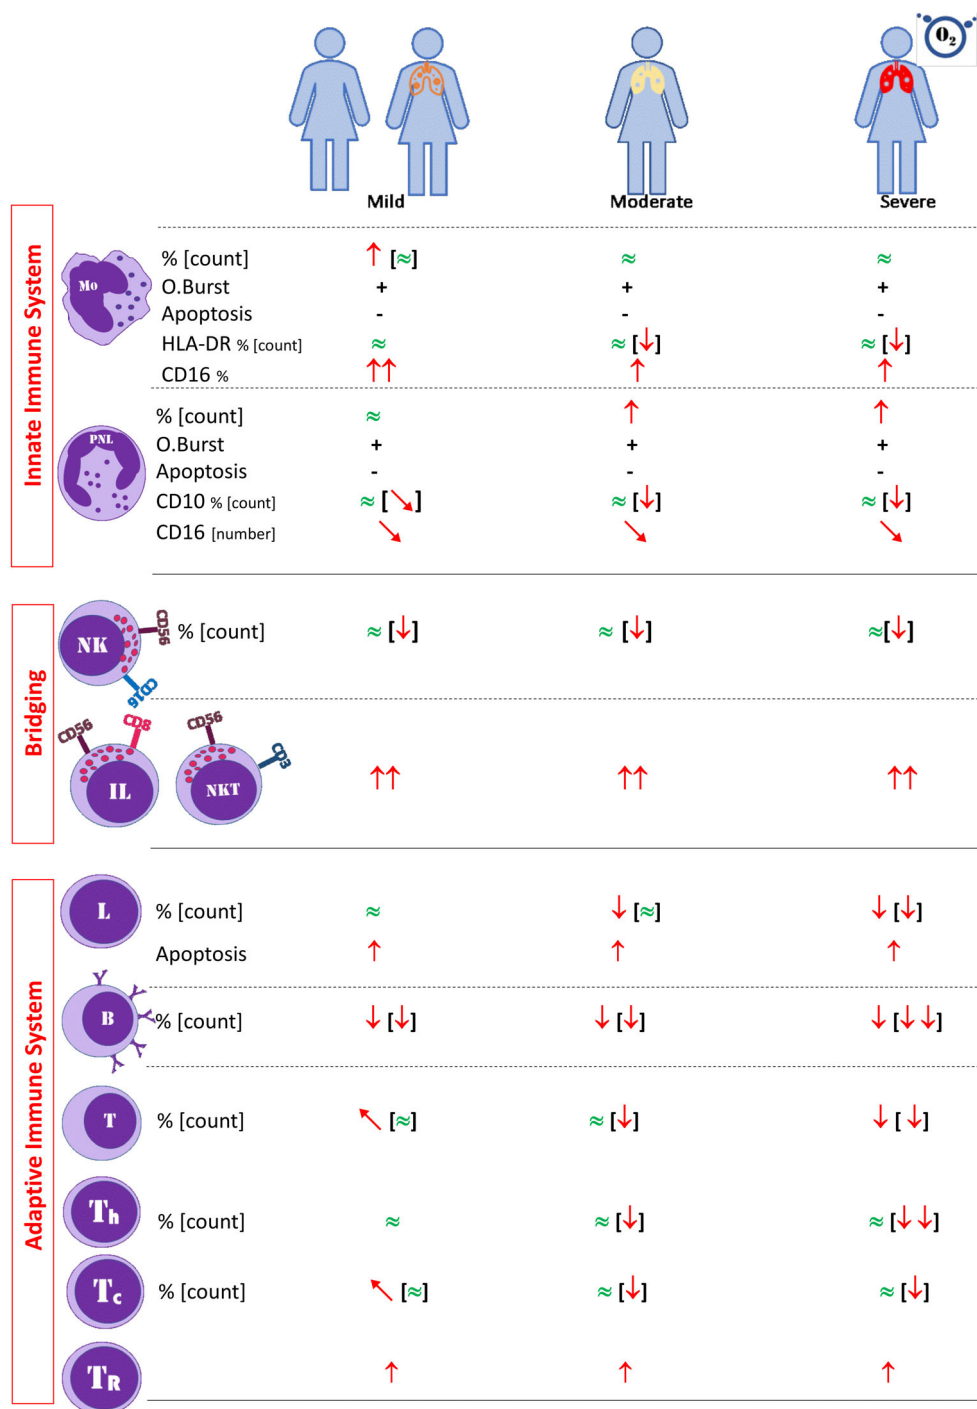 O₂
Mild Moderate Severe
Innate Immune System
Mo
% [count] ↑ [≈] ≈ ≈
O.Burst + + +
Apoptosis - - -
HLA-DR % [count] ≈ ≈ [↓] ≈ [↓]
CD16 % ↑↑ ↑ ↑
PNL
% [count] ≈ ↑ ↑
O.Burst + + +
Apoptosis - - -
CD10 % [count] ≈ [↘] ≈ [↓] ≈ [↓]
CD16 [number] ↘ ↘ ↘
Bridging
NK
CD56
CD16
% [count] ≈ [↓] ≈ [↓] ≈[↓]
CD56
CD8
IL
CD56
CD3
NKT
↑↑ ↑↑ ↑↑
Adaptive Immune System
L
% [count] ≈ ↓ [≈] ↓ [↓]
Apoptosis ↑ ↑ ↑
B
% [count] ↓ [↓] ↓ [↓] ↓ [↓ ↓]
T
% [count] ↖ [≈] ≈ [↓] ↓ [↓]
Th
% [count] ≈ ≈ [↓] ≈ [↓ ↓]
Tc
% [count] ↖ [≈] ≈ [↓] ≈ [↓]
TR
↑ ↑ ↑